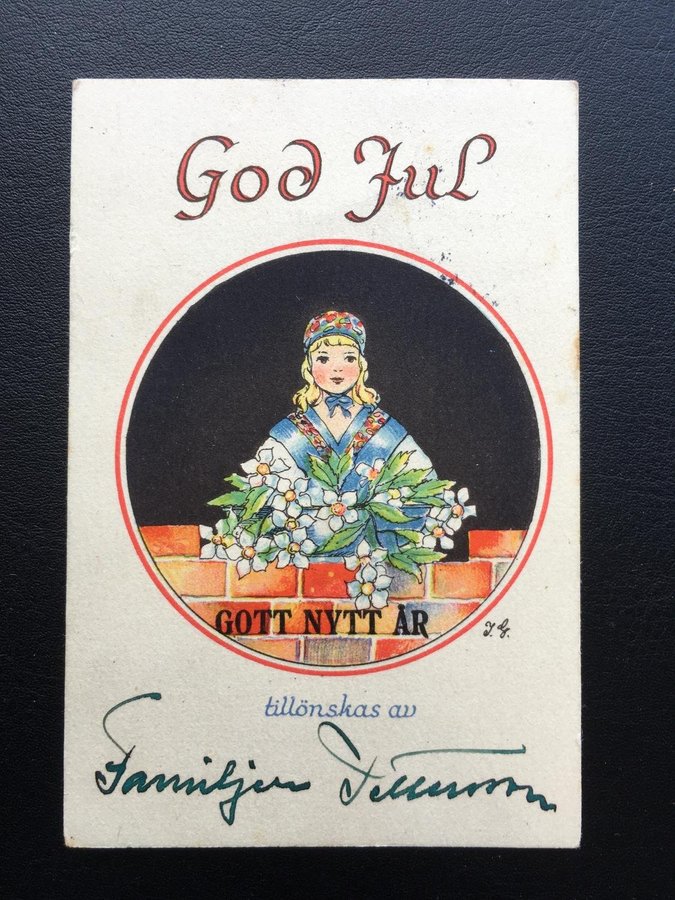 God Jul
GOTT NYTT ÅR
J.G.
tillönskas av
Familjen